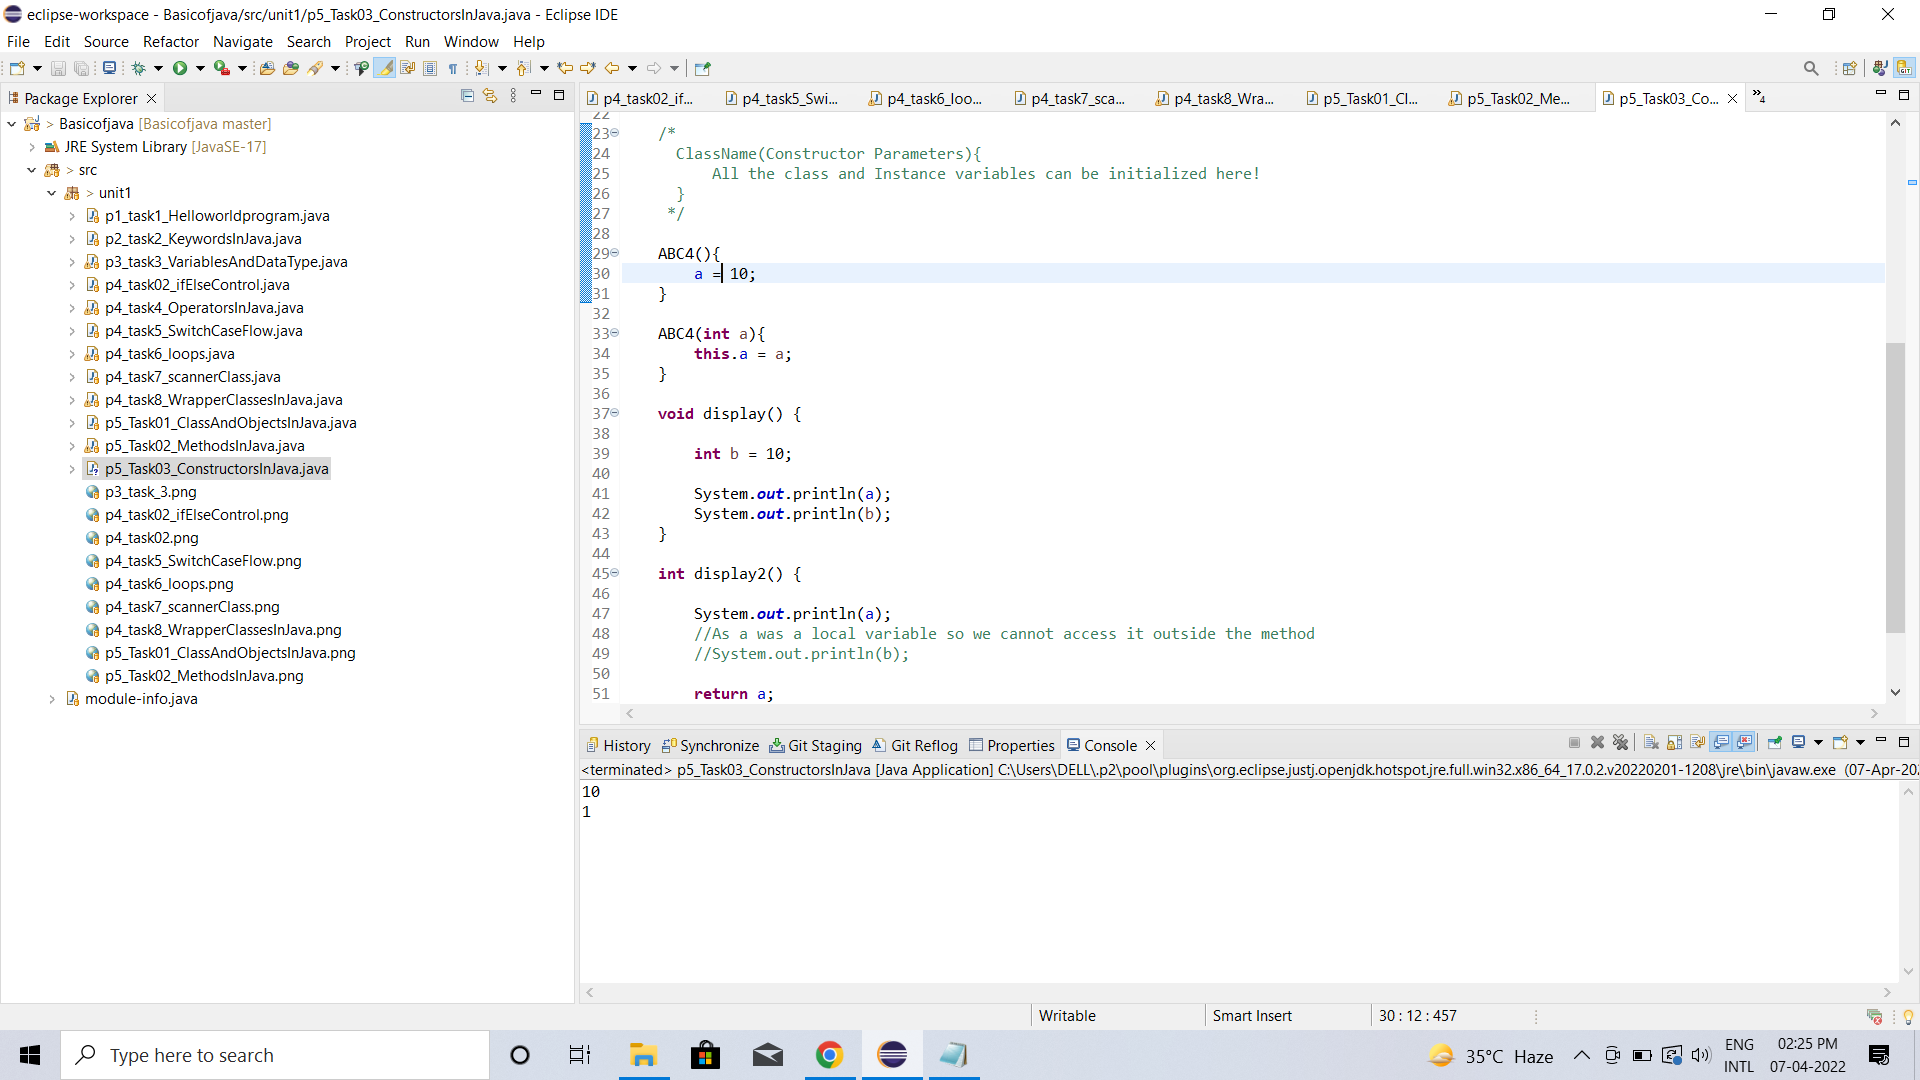 eclipse-workspace - Basicofjava/src/unit1/p5_Task03_ConstructorsInJava.java - Eclipse IDE
File Edit Source Refactor Navigate Search Project Run Window Help
Package Explorer
> Basicofjava [Basicofjava master]
JRE System Library [JavaSE-17]
> src
> unit1
p1_task1_Helloworldprogram.java
p2_task2_KeywordsInJava.java
p3_task3_VariablesAndDataType.java
p4_task02_ifElseControl.java
p4_task4_OperatorsInJava.java
p4_task5_SwitchCaseFlow.java
p4_task6_loops.java
p4_task7_scannerClass.java
p4_task8_WrapperClassesInJava.java
p5_Task01_ClassAndObjectsInJava.java
p5_Task02_MethodsInJava.java
p5_Task03_ConstructorsInJava.java
p3_task_3.png
p4_task02_ifElseControl.png
p4_task02.png
p4_task5_SwitchCaseFlow.png
p4_task6_loops.png
p4_task7_scannerClass.png
p4_task8_WrapperClassesInJava.png
p5_Task01_ClassAndObjectsInJava.png
p5_Task02_MethodsInJava.png
module-info.java
p4_task02_if... p4_task5_Swi... p4_task6_loo... p4_task7_sca... p4_task8_Wra... p5_Task01_Cl... p5_Task02_Me... p5_Task03_Co... »4
22
23 /*
24 ClassName(Constructor Parameters){
25 All the class and Instance variables can be initialized here!
26 }
27 */
28
29 ABC4(){
30 a = 10;
31 }
32
33 ABC4(int a){
34 this.a = a;
35 }
36
37 void display() {
38
39 int b = 10;
40
41 System.out.println(a);
42 System.out.println(b);
43 }
44
45 int display2() {
46
47 System.out.println(a);
48 //As a was a local variable so we cannot access it outside the method
49 //System.out.println(b);
50
51 return a;
History Synchronize Git Staging Git Reflog Properties Console
<terminated> p5_Task03_ConstructorsInJava [Java Application] C:\Users\DELL\.p2\pool\plugins\org.eclipse.justj.openjdk.hotspot.jre.full.win32.x86_64_17.0.2.v20220201-1208\jre\bin\javaw.exe (07-Apr-20
10
1
Writable Smart Insert 30 : 12 : 457
Type here to search
35°C Haze
ENG
INTL
02:25 PM
07-04-2022